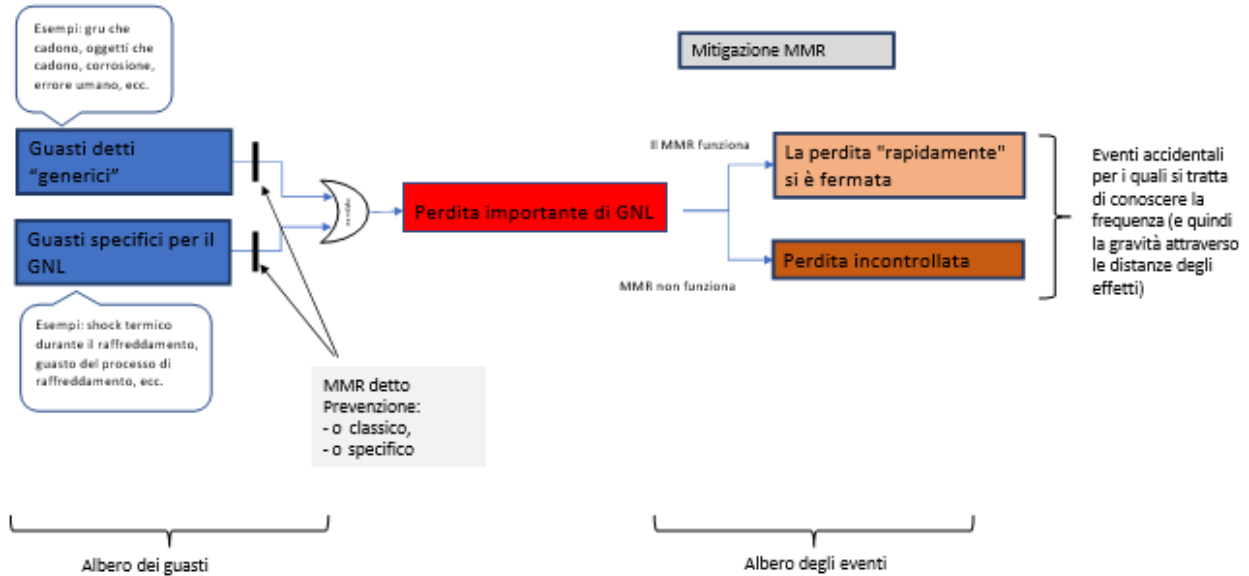 Esempi: gru che
cadono, oggetti che
cadono, corrosione,
errore umano, ecc.
Mitigazione MMR
Guasti detti
“generici”
Guasti specifici per il
GNL
Esempi: shock termico
durante il raffreddamento,
guasto del processo di
raffreddamento, ecc.
MMR detto
Prevenzione:
- o classico,
- o specifico
Perdita importante di GNL
Il MMR funziona
La perdita "rapidamente"
si è fermata
MMR non funziona
Perdita incontrollata
Eventi accidentali
per i quali si tratta
di conoscere la
frequenza (e quindi
la gravità attraverso
le distanze degli
effetti)
Albero dei guasti
Albero degli eventi